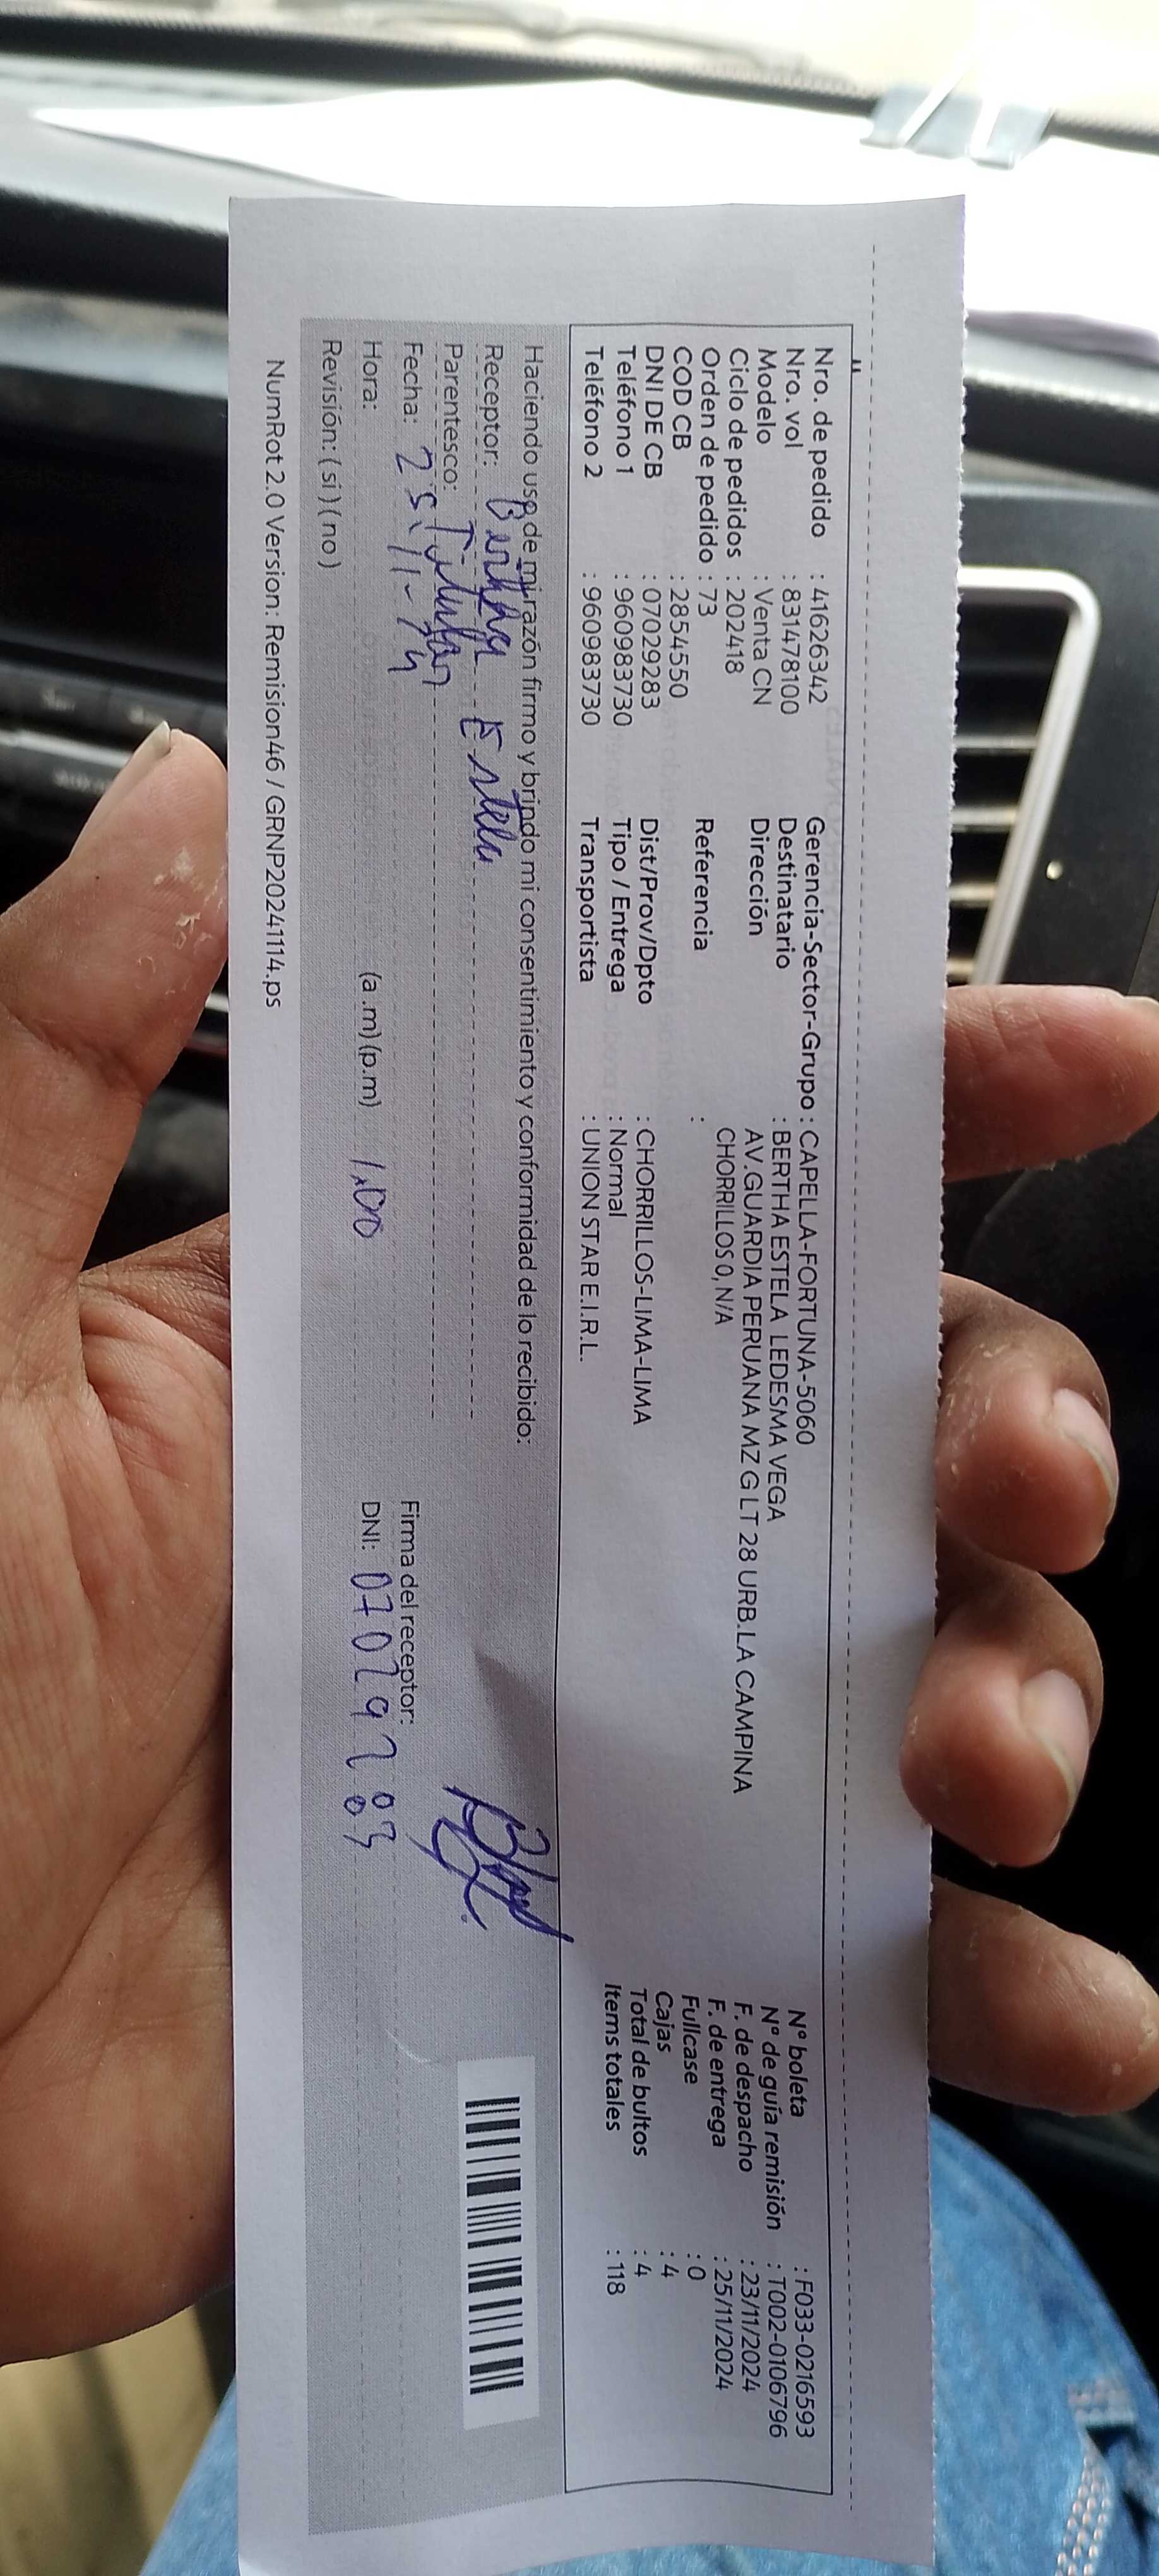 Nro. de pedido : 41626342
Nro. vol : 831478100
Modelo : Venta CN
Ciclo de pedidos : 202418
Orden de pedido : 73
COD CB : 2854550
DNI DE CB : 07029283
Teléfono 1 : 960983730
Teléfono 2 : 960983730
Gerencia-Sector-Grupo : CAPELLA-FORTUNA-5060
Destinatario : BERTHA ESTELA LEDESMA VEGA
Dirección AV.GUARDIA PERUANA MZ G LT 28 URB.LA CAMPINA
CHORRILLOS 0, N/A
Referencia :
Dist/Prov/Dpto : CHORRILLOS-LIMA-LIMA
Tipo / Entrega : Normal
Transportista : UNION STAR E.I.R.L.
N° boleta : F033-0216593
N° de guía remisión : T002-0106796
F. de despacho : 23/11/2024
F. de entrega : 25/11/2024
Fullcase : 0
Cajas : 4
Total de bultos : 4
Items totales : 118
Haciendo uso de mi razón firmo y brindo mi consentimiento y conformidad de lo recibido:
Receptor: Bertha Estela
Parentesco: Titular
Fecha: 25-11-24
Hora: (a .m) (p.m) 1.00
Revisión: ( si ) ( no )
Firma del receptor:
DNI: 07029283
NumRot 2.0 Version: Remision46 / GRNP20241114.ps